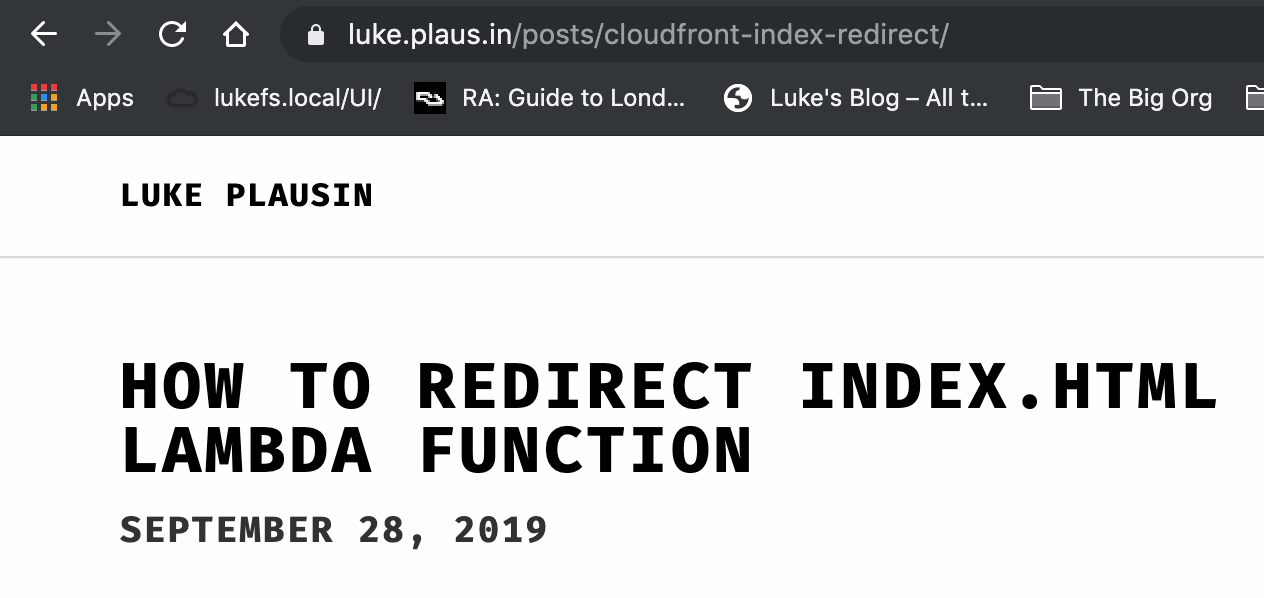 luke.plaus.in/posts/cloudfront-index-redirect/
Apps lukefs.local/UI/ RA: Guide to Lond... Luke's Blog – All t... The Big Org
LUKE PLAUSIN
HOW TO REDIRECT INDEX.HTML
LAMBDA FUNCTION
SEPTEMBER 28, 2019